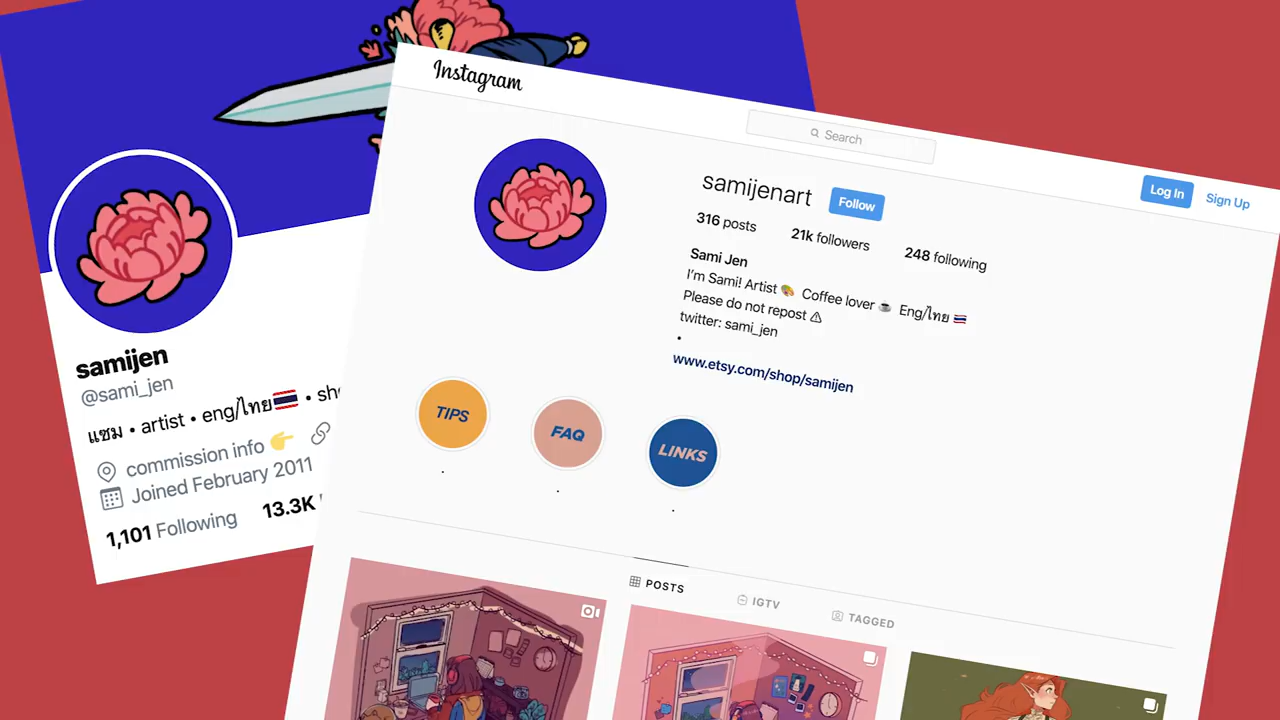 samijen
@sami_jen
แซม • artist • eng/ไทย • sho
commission info
Joined February 2011
1,101 Following 13.3K
Instagram
Search
Log In
Sign Up
samijenart
Follow
316 posts
21k followers
248 following
Sami Jen
I'm Sami! Artist Coffee lover Eng/ไทย
Please do not repost
twitter: sami_jen
•
www.etsy.com/shop/samijen
TIPS
FAQ
LINKS
POSTS
IGTV
TAGGED